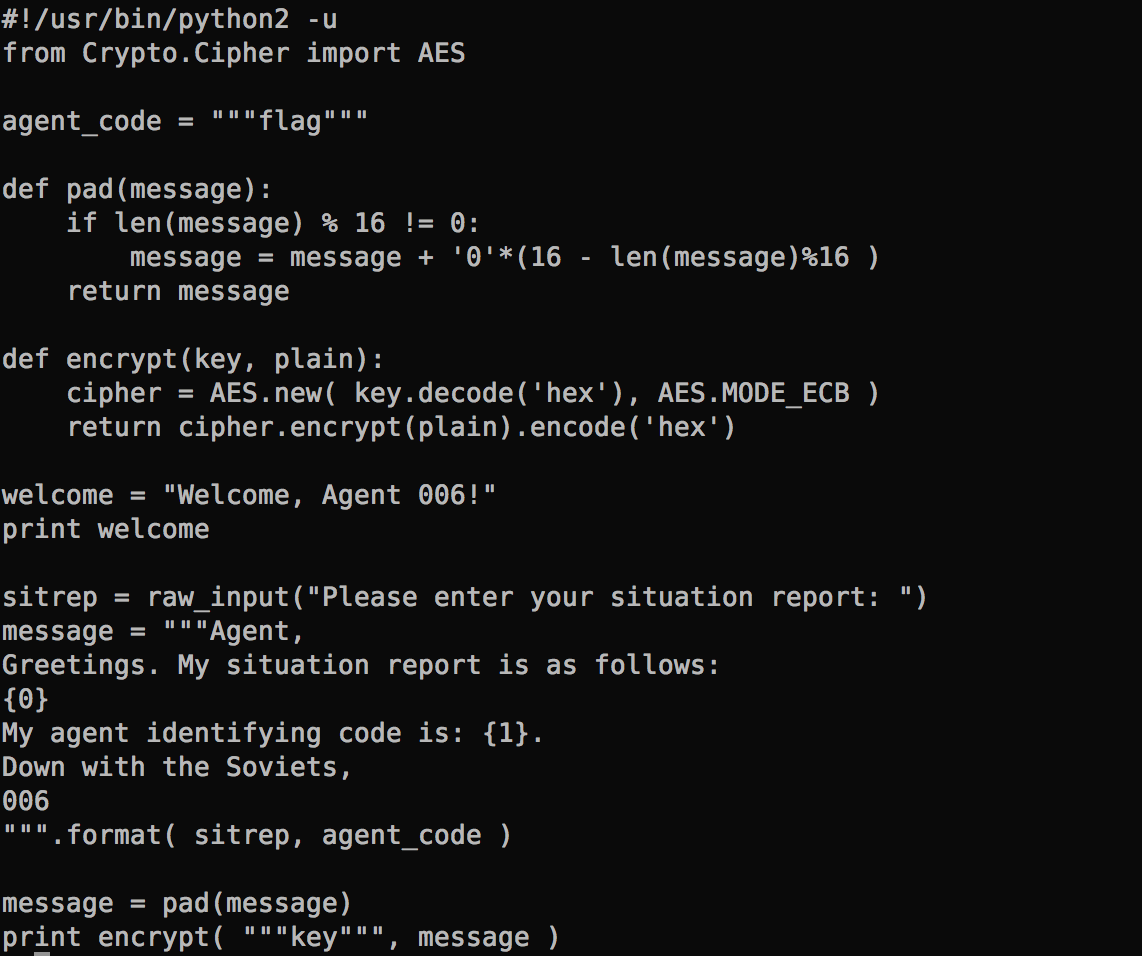 #!/usr/bin/python2 -u
from Crypto.Cipher import AES

agent_code = """flag"""

def pad(message):
    if len(message) % 16 != 0:
        message = message + '0'*(16 - len(message)%16 )
    return message

def encrypt(key, plain):
    cipher = AES.new( key.decode('hex'), AES.MODE_ECB )
    return cipher.encrypt(plain).encode('hex')

welcome = "Welcome, Agent 006!"
print welcome

sitrep = raw_input("Please enter your situation report: ")
message = """Agent,
Greetings. My situation report is as follows:
{0}
My agent identifying code is: {1}.
Down with the Soviets,
006
""".format( sitrep, agent_code )

message = pad(message)
print encrypt( """key""", message )